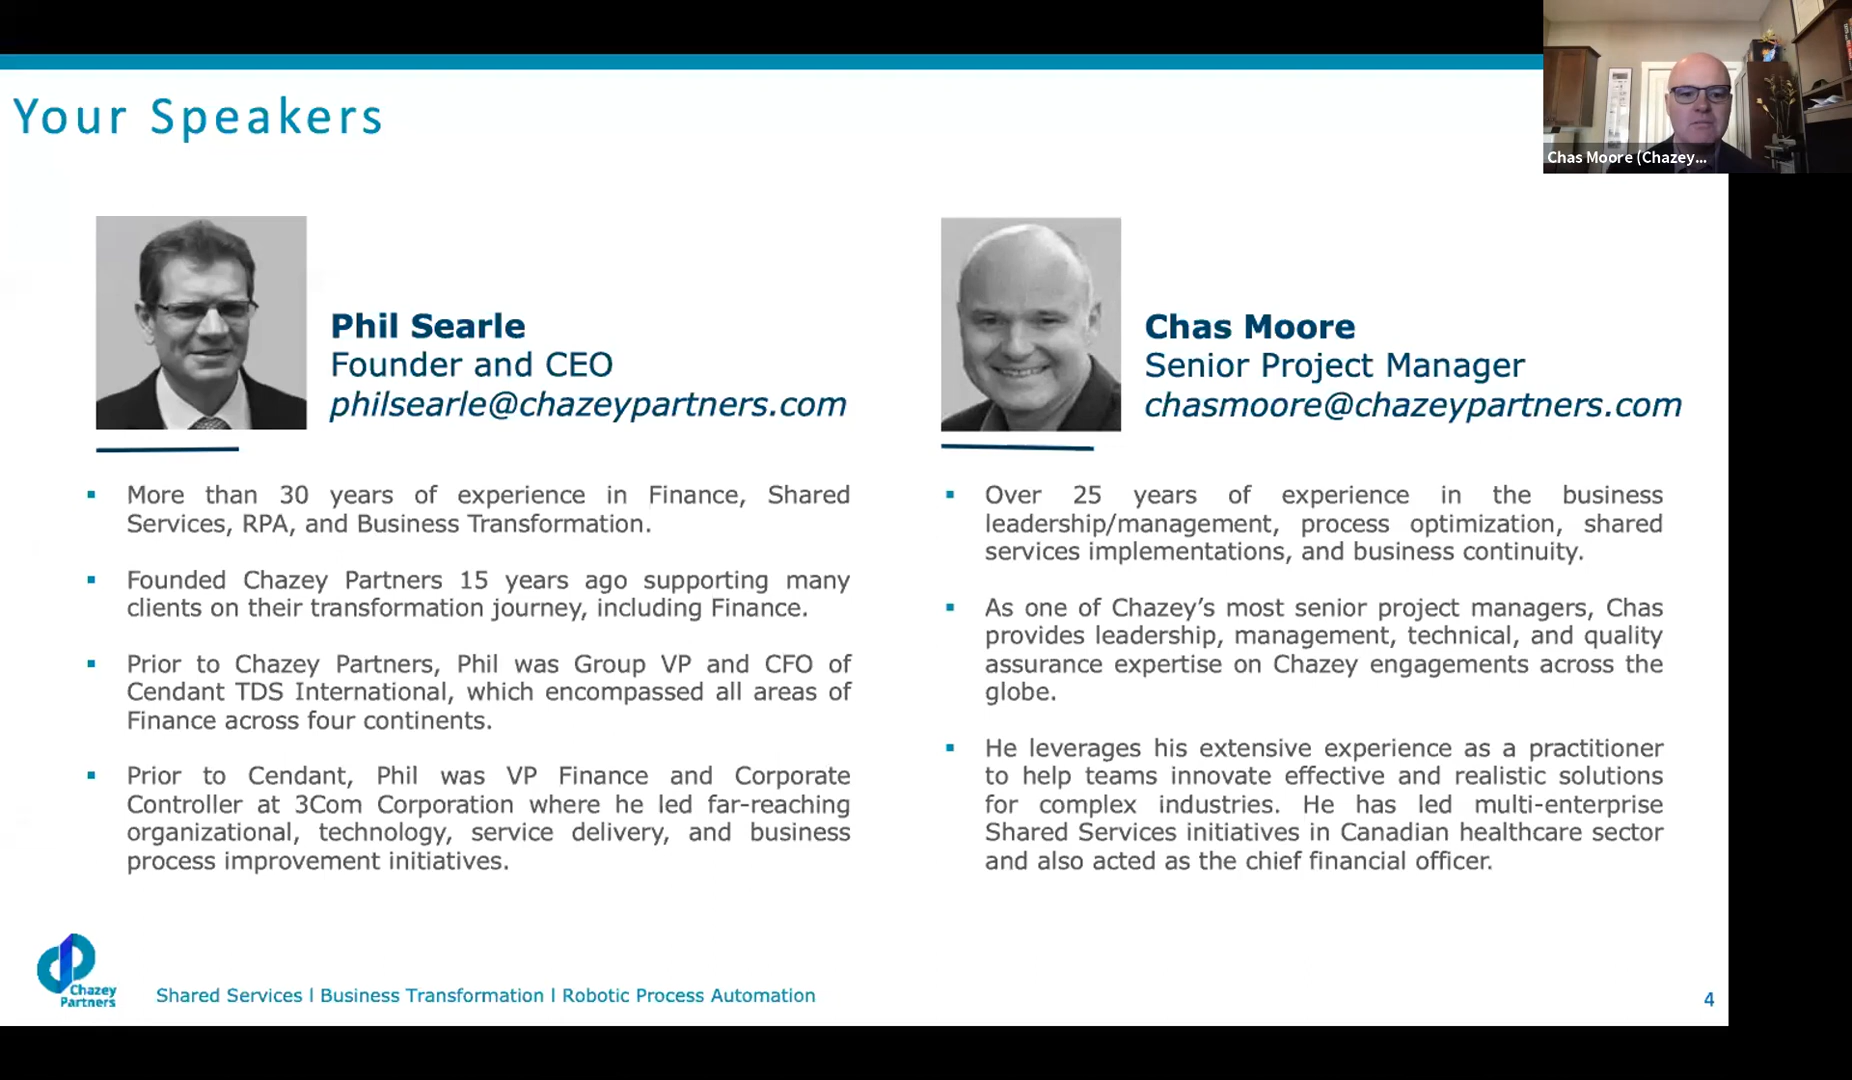 Your Speakers
Chas Moore (Chazey...
Phil Searle
Founder and CEO
philsearle@chazeypartners.com
More than 30 years of experience in Finance, Shared
Services, RPA, and Business Transformation.
Founded Chazey Partners 15 years ago supporting many
clients on their transformation journey, including Finance.
Prior to Chazey Partners, Phil was Group VP and CFO of
Cendant TDS International, which encompassed all areas of
Finance across four continents.
Prior to Cendant, Phil was VP Finance and Corporate
Controller at 3Com Corporation where he led far-reaching
organizational, technology, service delivery, and business
process improvement initiatives.
Chas Moore
Senior Project Manager
chasmoore@chazeypartners.com
Over 25 years of experience in the business
leadership/management, process optimization, shared
services implementations, and business continuity.
As one of Chazey’s most senior project managers, Chas
provides leadership, management, technical, and quality
assurance expertise on Chazey engagements across the
globe.
He leverages his extensive experience as a practitioner
to help teams innovate effective and realistic solutions
for complex industries. He has led multi-enterprise
Shared Services initiatives in Canadian healthcare sector
and also acted as the chief financial officer.
Chazey
Partners
Shared Services l Business Transformation l Robotic Process Automation
4